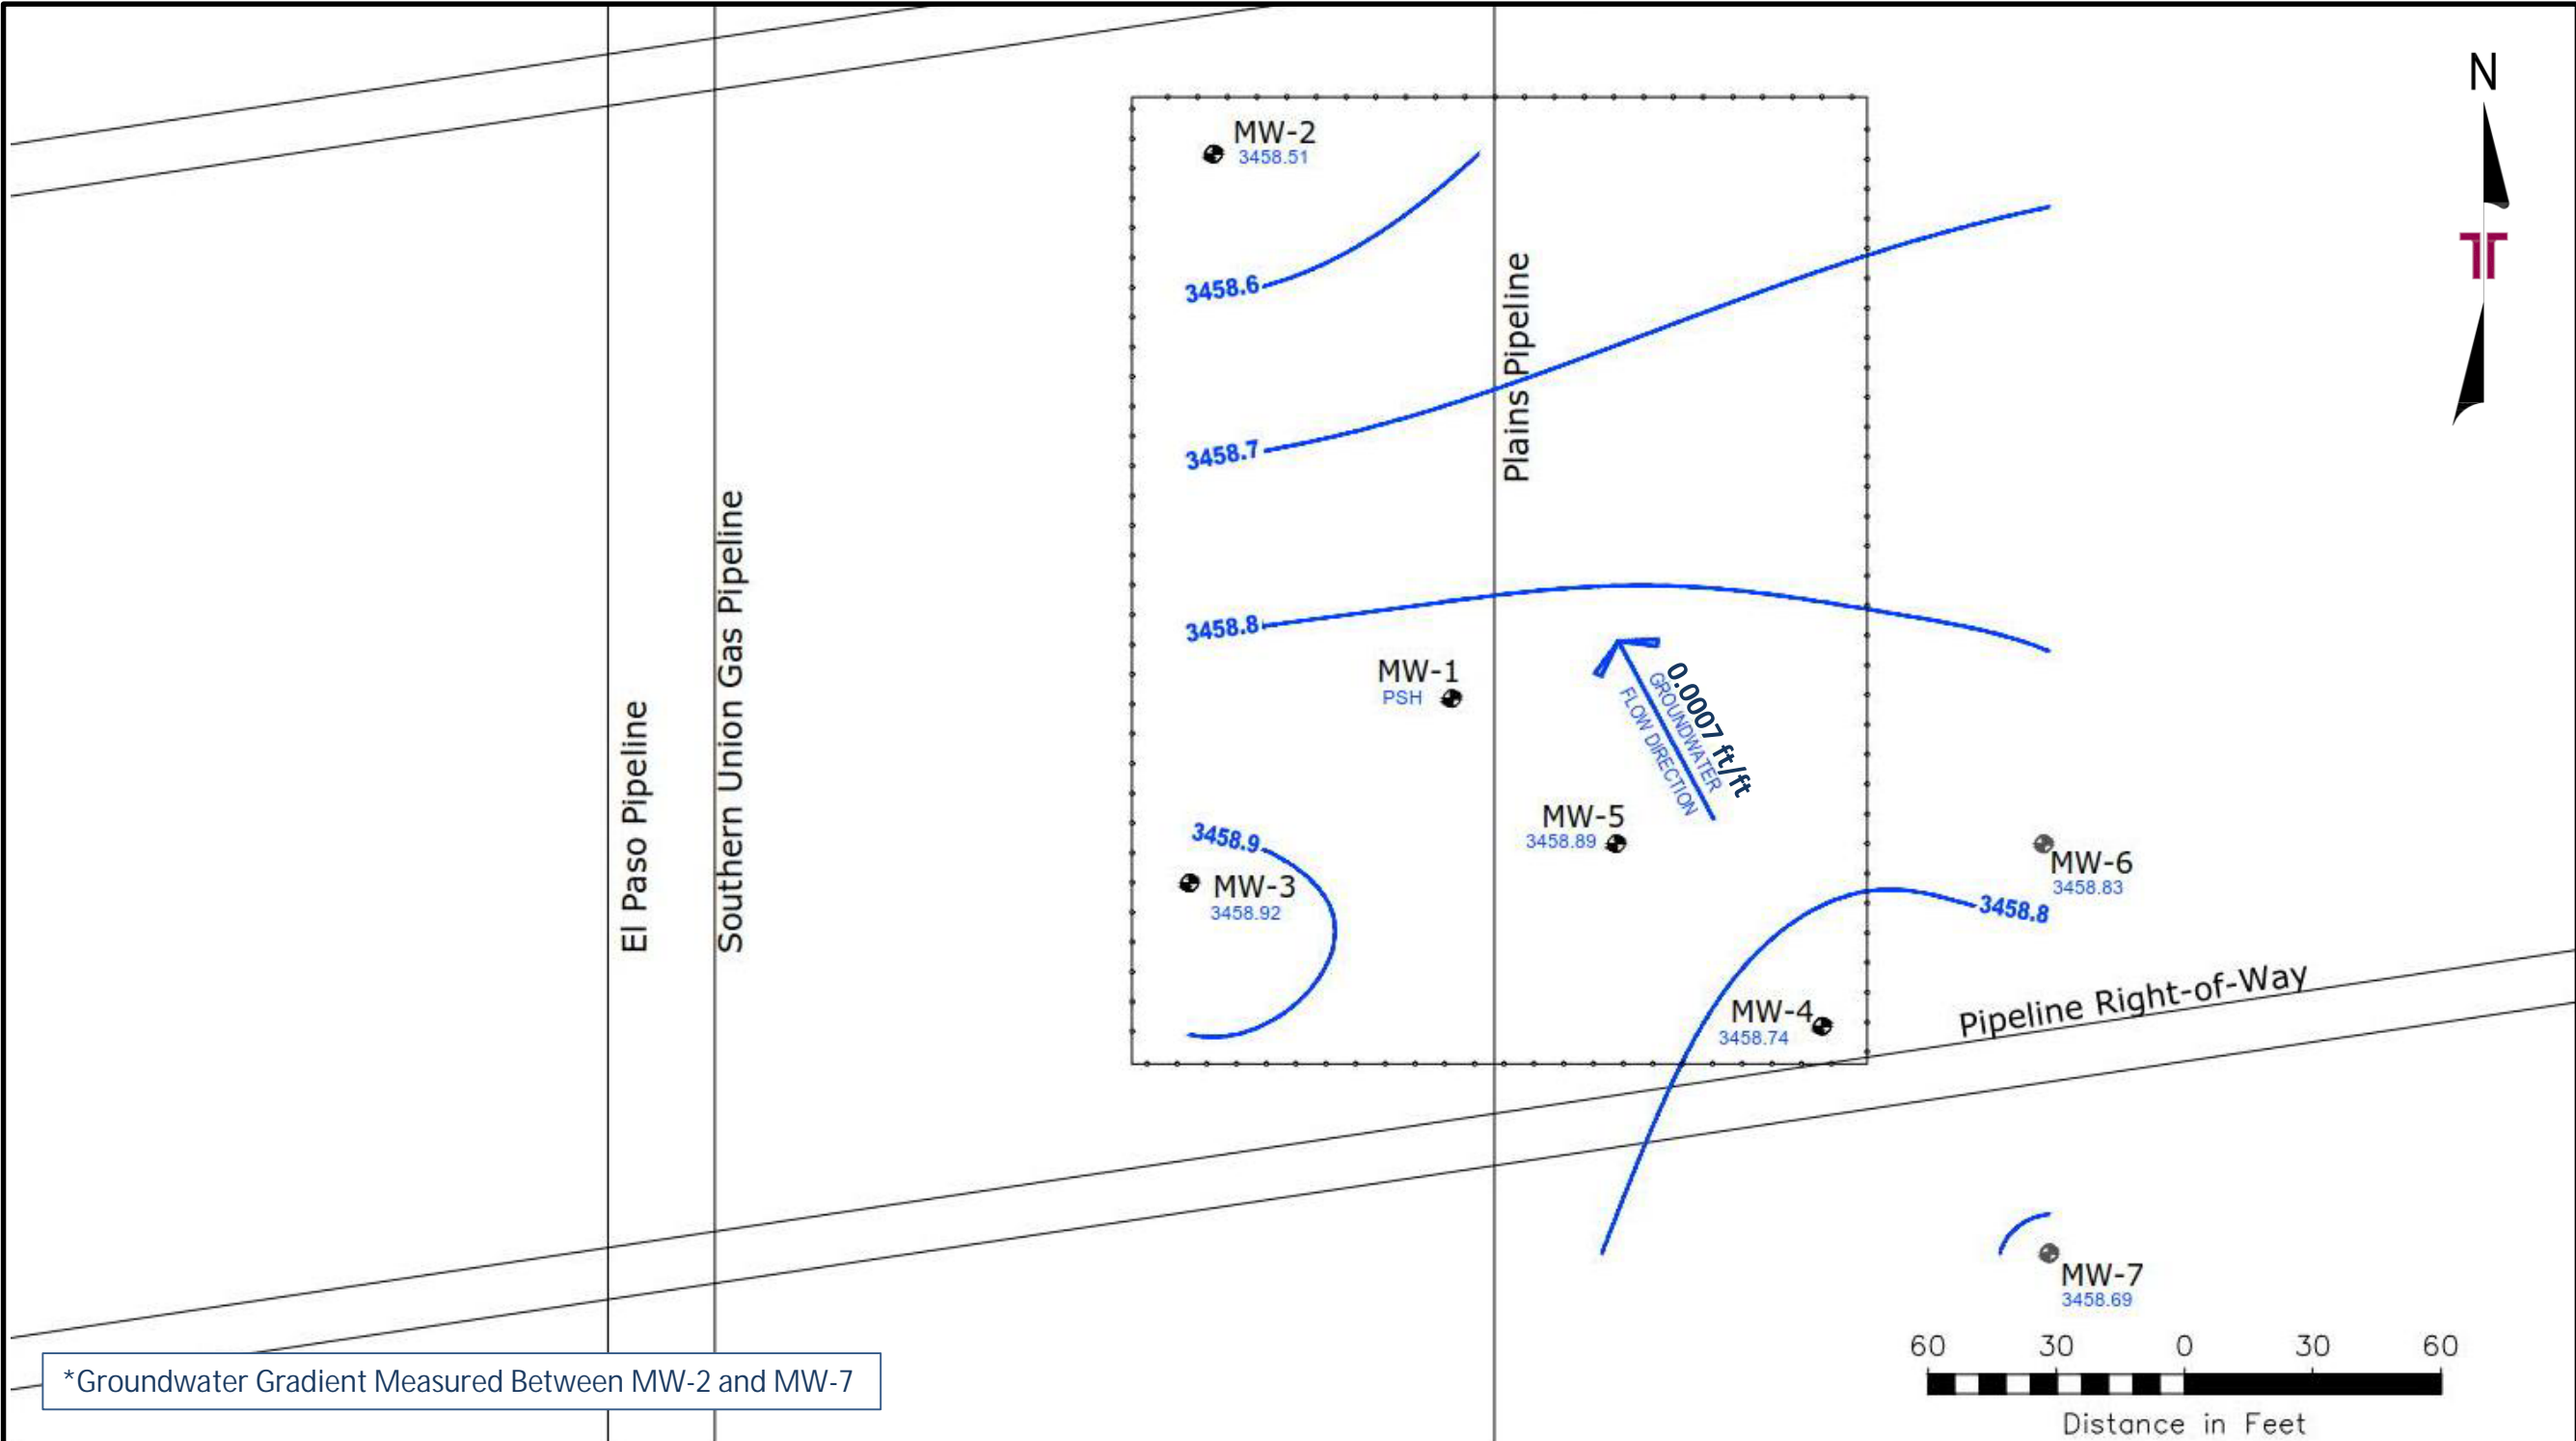 N
MW-2
3458.51
3458.6
Plains Pipeline
3458.7
Southern Union Gas Pipeline
3458.8
MW-1
PSH
0.0007 ft/ft
GROUNDWATER
FLOW DIRECTION
El Paso Pipeline
MW-5
3458.89
3458.9
MW-6
3458.83
MW-3
3458.92
3458.8
Pipeline Right-of-Way
MW-4
3458.74
MW-7
3458.69
60 30 0 30 60
Distance in Feet
*Groundwater Gradient Measured Between MW-2 and MW-7